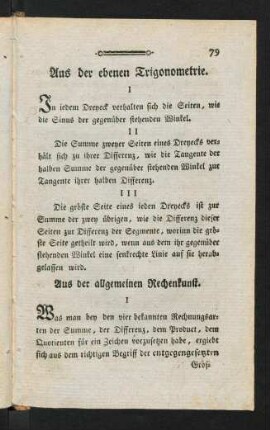 79
Aus der ebenen Trigonometrie.
I
In iedem Dreyeck verhalten sich die Seiten, wie
die Sinus der gegenüber stehenden Winkel.
II
Die Summe zweyer Seiten eines Dreyecks ver-
hält sich zu ihrer Differenz, wie die Tangente der
halben Summe der gegenüber stehenden Winkel zur
Tangente ihrer halben Differenz.
III
Die gröste Seite eines ieden Dreyecks ist zur
Summe der zwey übrigen, wie die Differenz dieser
Seiten zur Differenz der Segmente, worinn die grös-
ste Seite getheilt wird, wenn aus dem ihr gegenüber
stehenden Winkel eine senkrechte Linie auf sie herab-
gelassen wird.
Aus der allgemeinen Rechenkunst.
I
Was man bey den vier bekannten Rechnungsar-
ten der Summe, der Differenz, dem Product, dem
Quotienten für ein Zeichen vorzusetzen habe, ergiebt
sich aus dem richtigen Begriff der entgegengesetzten
Grös-